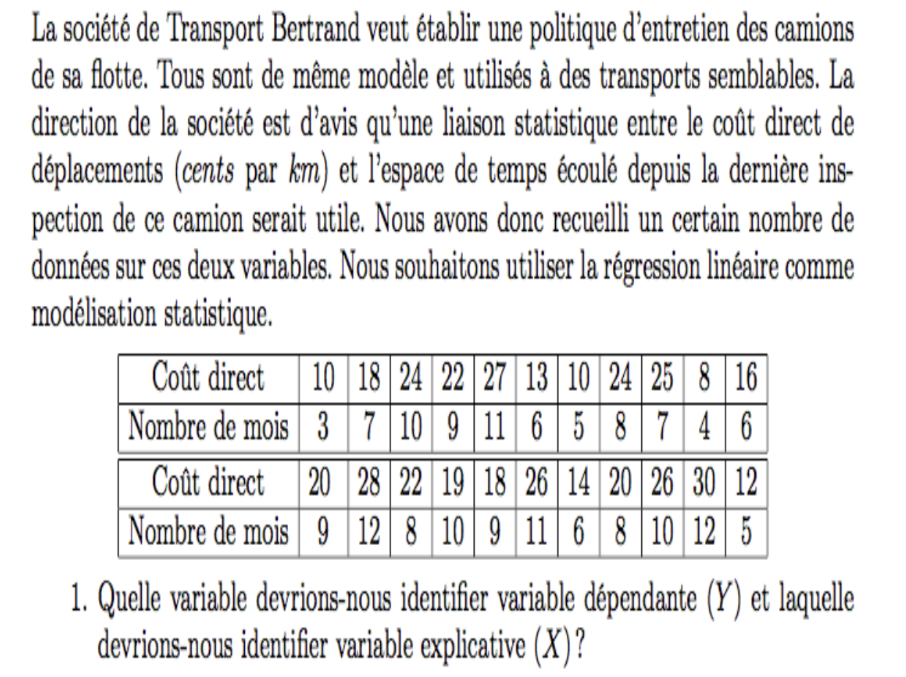 La société de Transport Bertrand veut établir une politique d'entretien des camions
de sa flotte. Tous sont de même modèle et utilisés à des transports semblables. La
direction de la société est d'avis qu'une liaison statistique entre le coût direct de
déplacements (cents par km) et l'espace de temps écoulé depuis la dernière ins-
pection de ce camion serait utile. Nous avons donc recueilli un certain nombre de
données sur ces deux variables. Nous souhaitons utiliser la régression linéaire comme
modélisation statistique.
Coût direct 10 18 24 22 27 13 10 24 25 8 16
Nombre de mois 3 7 10 9 11 6 5 8 7 4 6
Coût direct 20 28 22 19 18 26 14 20 26 30 12
Nombre de mois 9 12 8 10 9 11 6 8 10 12 5
1. Quelle variable devrions-nous identifier variable dépendante (Y) et laquelle
devrions-nous identifier variable explicative (X)?